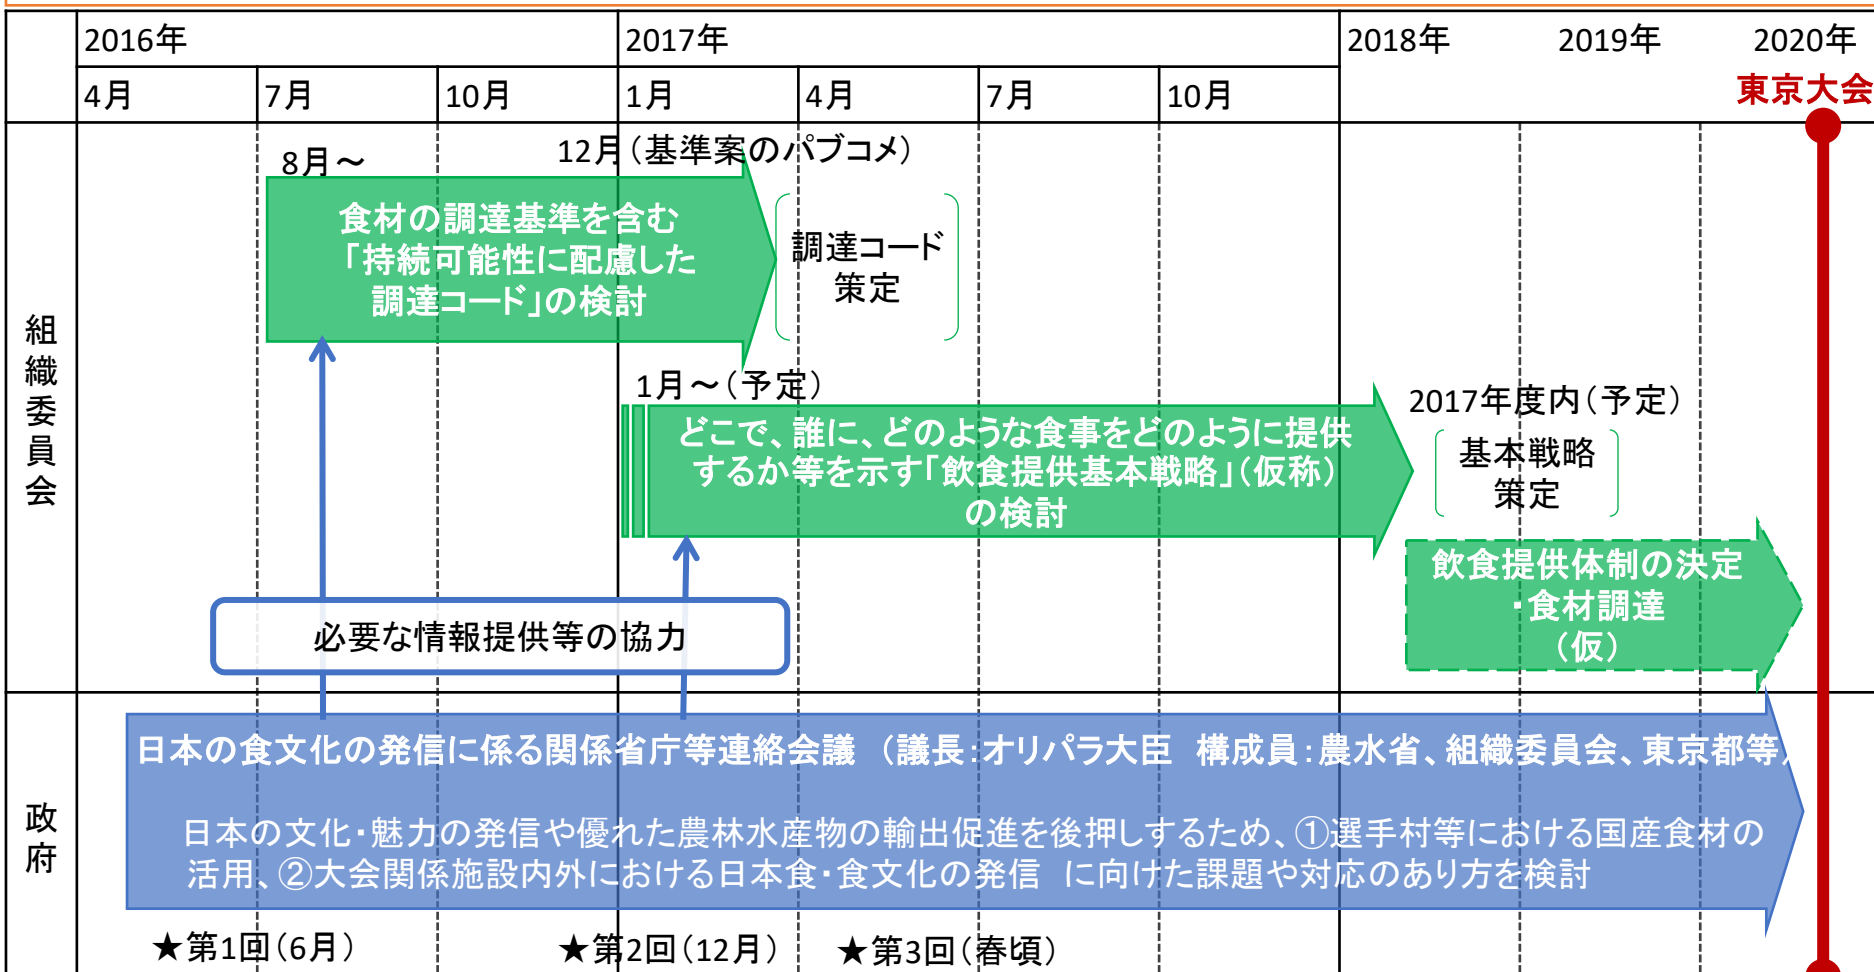 2016年
2017年
2018年
2019年
2020年
4月
7月
10月
1月
4月
7月
10月
東京大会
組織委員会
8月～
12月（基準案のパブコメ）
食材の調達基準を含む
「持続可能性に配慮した
調達コード」の検討
調達コード
策定
1月～（予定）
どこで、誰に、どのような食事をどのように提供
するか等を示す「飲食提供基本戦略」（仮称）
の検討
2017年度内（予定）
基本戦略
策定
飲食提供体制の決定
・食材調達
（仮）
必要な情報提供等の協力
政府
日本の食文化の発信に係る関係省庁等連絡会議　（議長：オリパラ大臣　構成員：農水省、組織委員会、東京都等）
日本の文化・魅力の発信や優れた農林水産物の輸出促進を後押しするため、①選手村等における国産食材の
活用、②大会関係施設内外における日本食・食文化の発信　に向けた課題や対応のあり方を検討
★第1回（6月）
★第2回（12月）
★第3回（春頃）